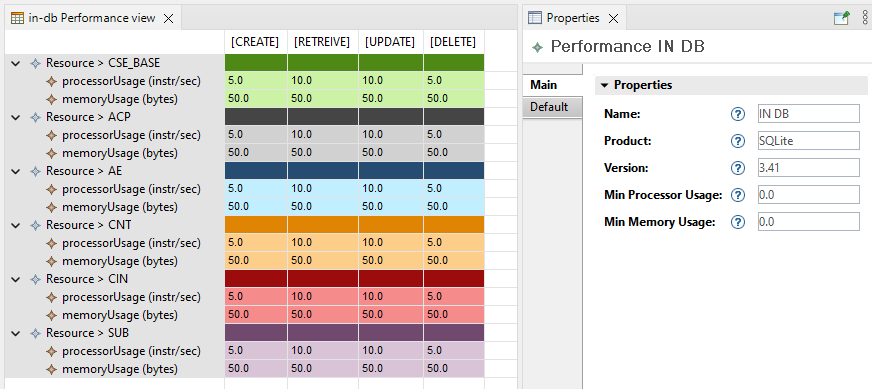 in-db Performance view
[CREATE] [RETREIVE] [UPDATE] [DELETE]
Resource > CSE_BASE
processorUsage (instr/sec) 5.0 10.0 10.0 5.0
memoryUsage (bytes) 50.0 50.0 50.0 50.0
Resource > ACP
processorUsage (instr/sec) 5.0 10.0 10.0 5.0
memoryUsage (bytes) 50.0 50.0 50.0 50.0
Resource > AE
processorUsage (instr/sec) 5.0 10.0 10.0 5.0
memoryUsage (bytes) 50.0 50.0 50.0 50.0
Resource > CNT
processorUsage (instr/sec) 5.0 10.0 10.0 5.0
memoryUsage (bytes) 50.0 50.0 50.0 50.0
Resource > CIN
processorUsage (instr/sec) 5.0 10.0 10.0 5.0
memoryUsage (bytes) 50.0 50.0 50.0 50.0
Resource > SUB
processorUsage (instr/sec) 5.0 10.0 10.0 5.0
memoryUsage (bytes) 50.0 50.0 50.0 50.0
Properties
Performance IN DB
Main
Default
Properties
Name: ? IN DB
Product: ? SQLite
Version: ? 3.41
Min Processor Usage: ? 0.0
Min Memory Usage: ? 0.0